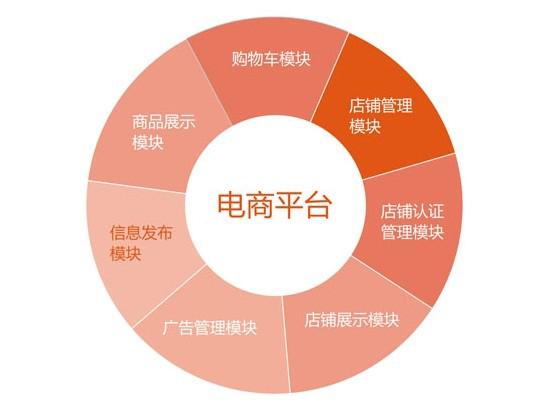 购物车模块
店铺管理
模块
店铺认证
管理模块
店铺展示模块
广告管理模块
信息发布
模块
商品展示
模块
电商平台